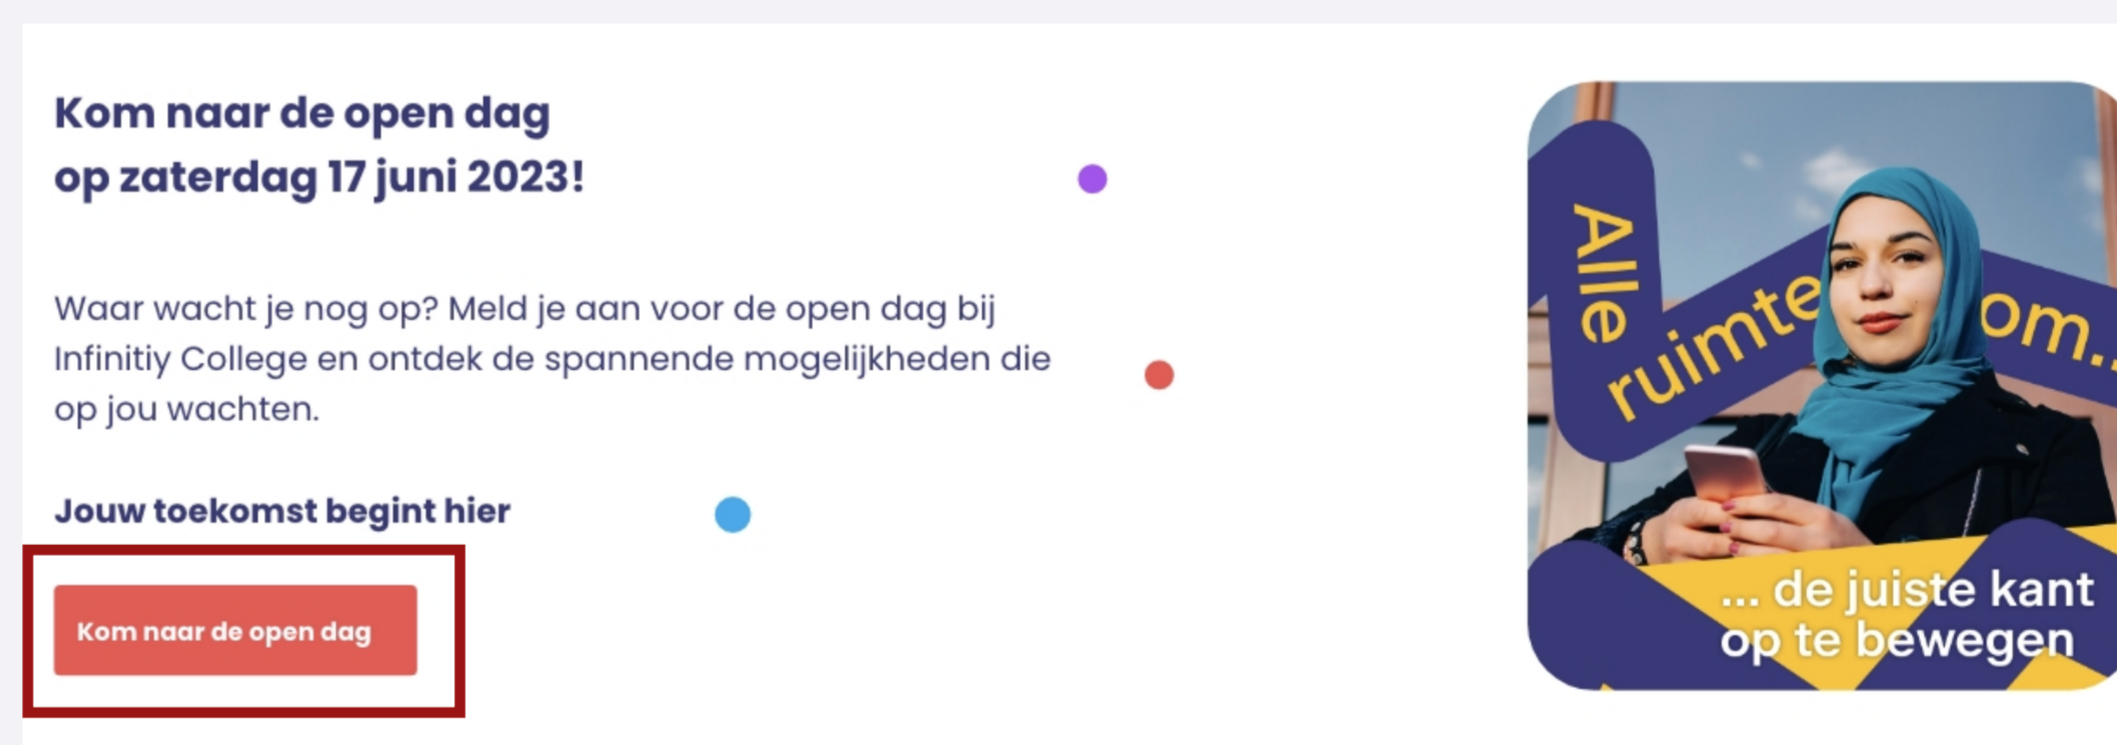 Kom naar de open dag
op zaterdag 17 juni 2023!
Waar wacht je nog op? Meld je aan voor de open dag bij
Infinitiy College en ontdek de spannende mogelijkheden die
op jou wachten.
Jouw toekomst begint hier
Kom naar de open dag
Alle
ruimte om...
... de juiste kant
op te bewegen